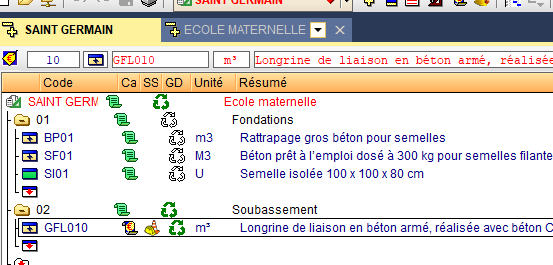 SAINT GERMAIN
SAINT GERMAIN ECOLE MATERNELLE
10 GFL010 m³ Longrine de liaison en béton armé, réalisée
Code Ca SS GD Unité Résumé
SAINT GERM Ecole maternelle
01 Fondations
BP01 m3 Rattrapage gros béton pour semelles
SF01 M3 Béton prêt à l'emploi dosé à 300 kg pour semelles filante
SI01 U Semelle isolée 100 x 100 x 80 cm
02 Soubassement
GFL010 m³ Longrine de liaison en béton armé, réalisée avec béton C